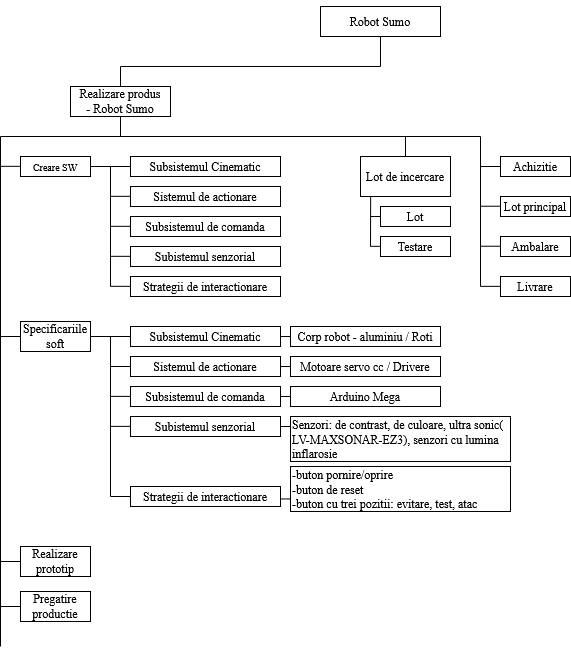 Robot Sumo
Realizare produs
- Robot Sumo
Creare SW
Subsistemul Cinematic
Sistemul de actionare
Subsistemul de comanda
Subistemul senzorial
Strategii de interactionare
Lot de incercare
Lot
Testare
Achizitie
Lot principal
Ambalare
Livrare
Specificariile
soft
Subsistemul Cinematic
Corp robot - aluminiu / Roti
Sistemul de actionare
Motoare servo cc / Drivere
Subsistemul de comanda
Arduino Mega
Subistemul senzorial
Senzori: de contrast, de culoare, ultra sonic(
LV-MAXSONAR-EZ3), senzori cu lumina
inflarosie
Strategii de interactionare
-buton pornire/oprire
-buton de reset
-buton cu trei pozitii: evitare, test, atac
Realizare
prototip
Pregatire
productie